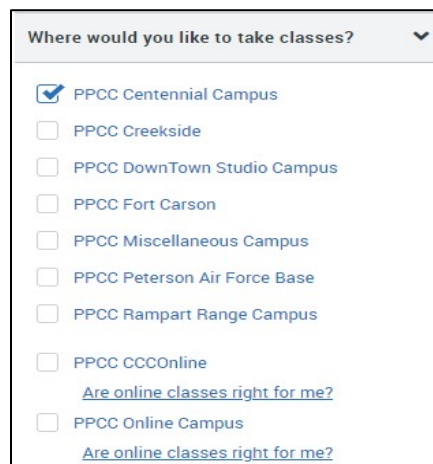 Where would you like to take classes?
PPCC Centennial Campus
PPCC Creekside
PPCC DownTown Studio Campus
PPCC Fort Carson
PPCC Miscellaneous Campus
PPCC Peterson Air Force Base
PPCC Rampart Range Campus
PPCC CCCOnline
Are online classes right for me?
PPCC Online Campus
Are online classes right for me?